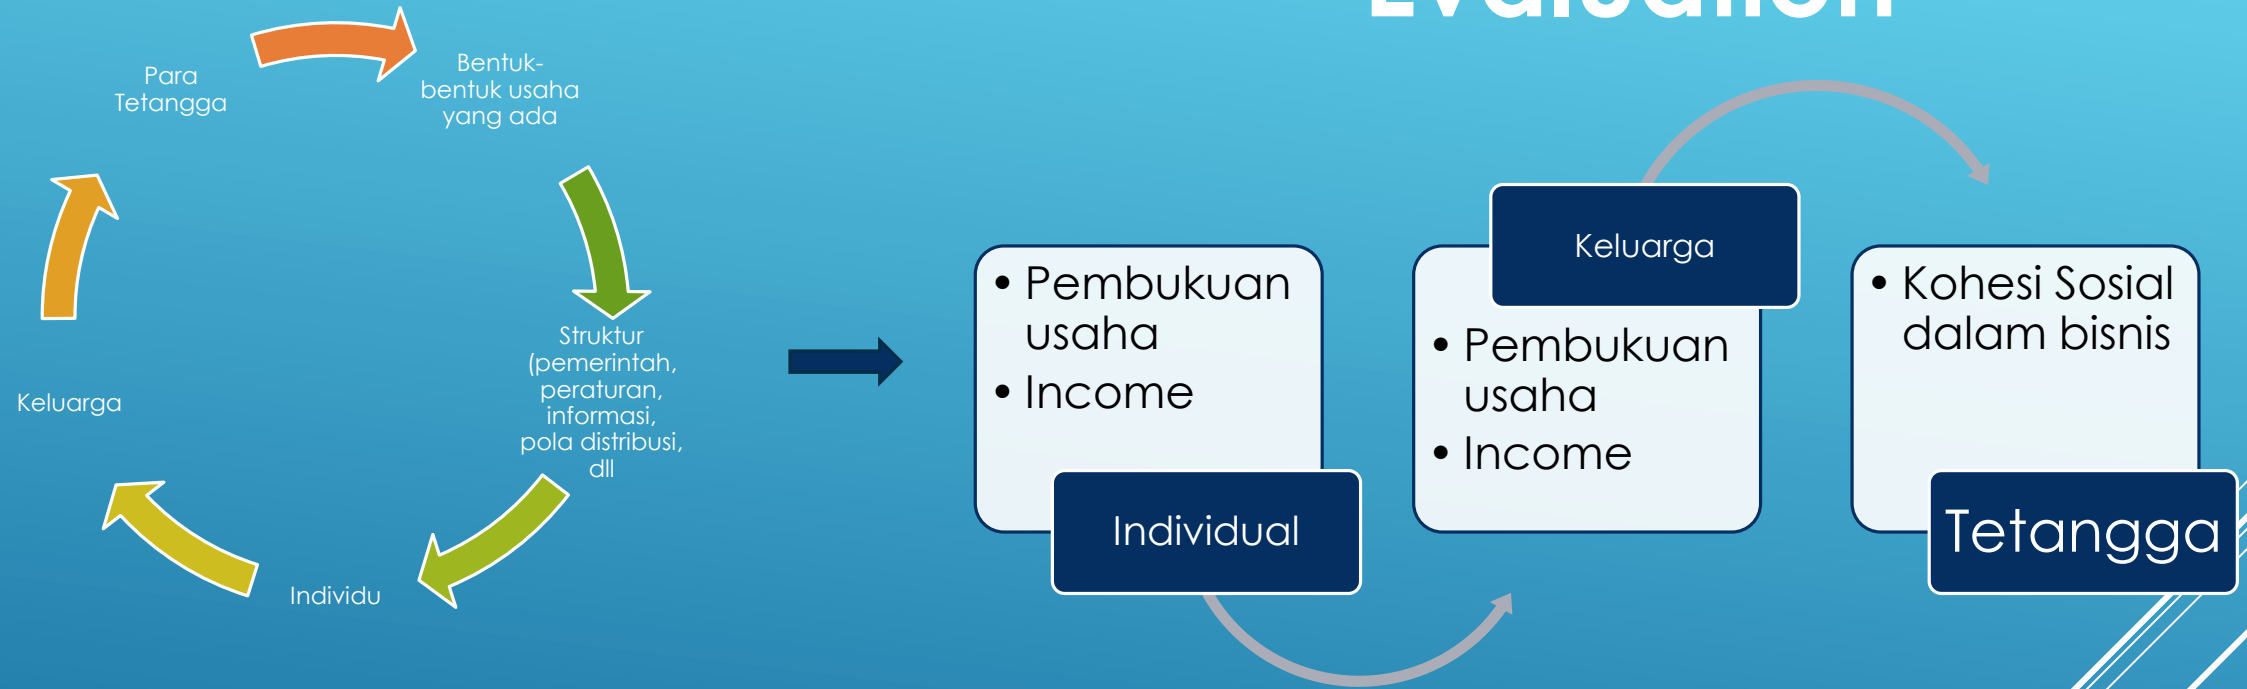 Evaluation
Para
Tetangga
Bentuk-
bentuk usaha
yang ada
Struktur
(pemerintah,
peraturan,
informasi,
pola distribusi,
dll
Individu
Keluarga
• Pembukuan
usaha
• Income
Individual
Keluarga
• Pembukuan
usaha
• Income
• Kohesi Sosial
dalam bisnis
Tetangga